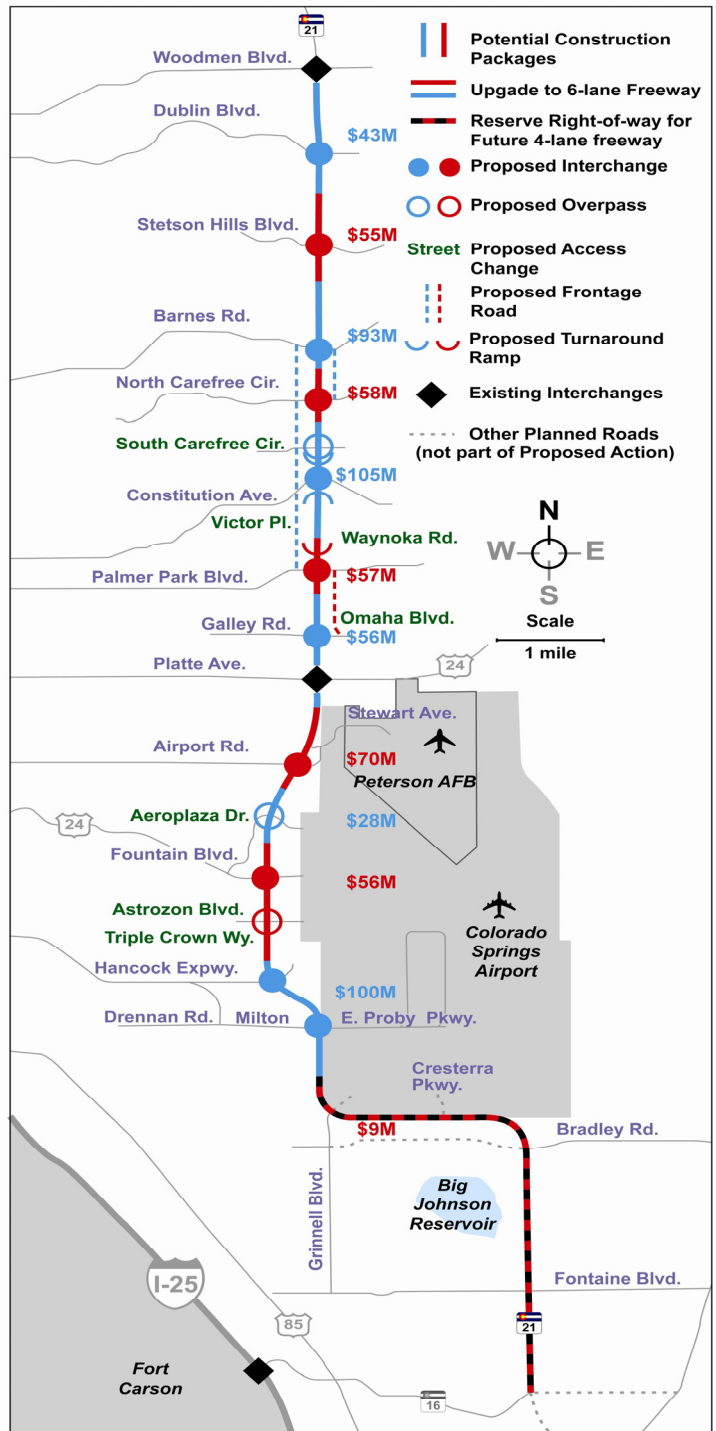 21
Woodmen Blvd.
Dublin Blvd.
$43M
Stetson Hills Blvd.
$55M
Barnes Rd.
$93M
North Carefree Cir.
$58M
South Carefree Cir.
$105M
Constitution Ave.
Victor Pl.
Waynoka Rd.
Palmer Park Blvd.
$57M
Omaha Blvd.
Galley Rd.
$56M
Platte Ave.
24
Stewart Ave.
Airport Rd.
$70M
Peterson AFB
Aeroplaza Dr.
$28M
24
Fountain Blvd.
$56M
Astrozon Blvd.
Triple Crown Wy.
Colorado
Springs
Airport
Hancock Expwy.
$100M
Drennan Rd.
Milton
E. Proby Pkwy.
Cresterra
Pkwy.
$9M
Bradley Rd.
Grinnell Blvd.
Big
Johnson
Reservoir
I-25
Fontaine Blvd.
85
21
Fort
Carson
16
Potential Construction
Packages
Upgade to 6-lane Freeway
Reserve Right-of-way for
Future 4-lane freeway
Proposed Interchange
Proposed Overpass
Street
Proposed Access
Change
Proposed Frontage
Road
Proposed Turnaround
Ramp
Existing Interchanges
Other Planned Roads
(not part of Proposed Action)
N
W
E
S
Scale
1 mile